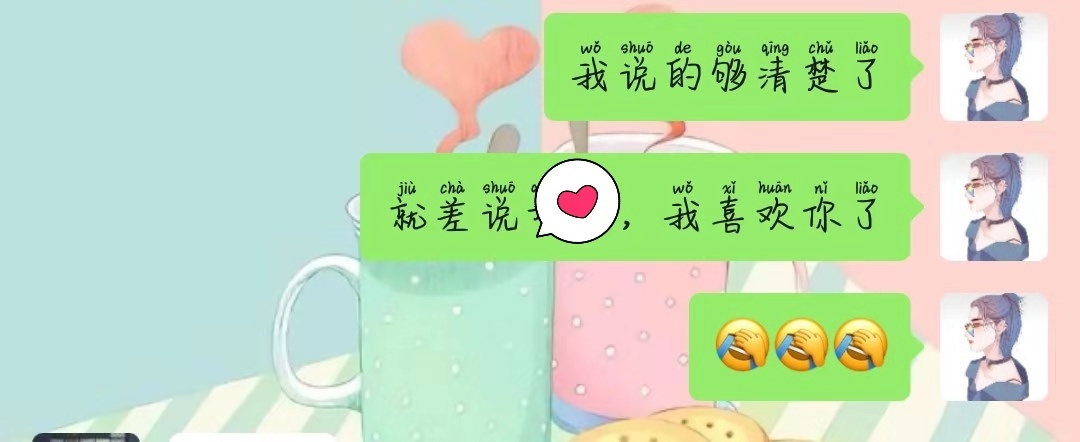 wǒ shuō de gòu qīng chǔ liǎo
我说的够清楚了
jiù chà shuō wǒ xǐ huān nǐ liǎo
就差说，我喜欢你了